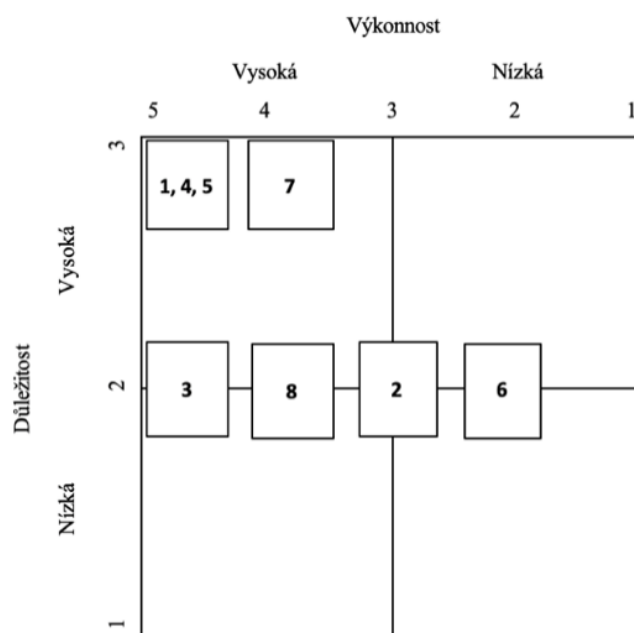 Výkonnost
Vysoká Nízká
5 4 3 2 1
3
1, 4, 5 7
Vysoká
Důležitost
2
3 8 2 6
Nízká
1